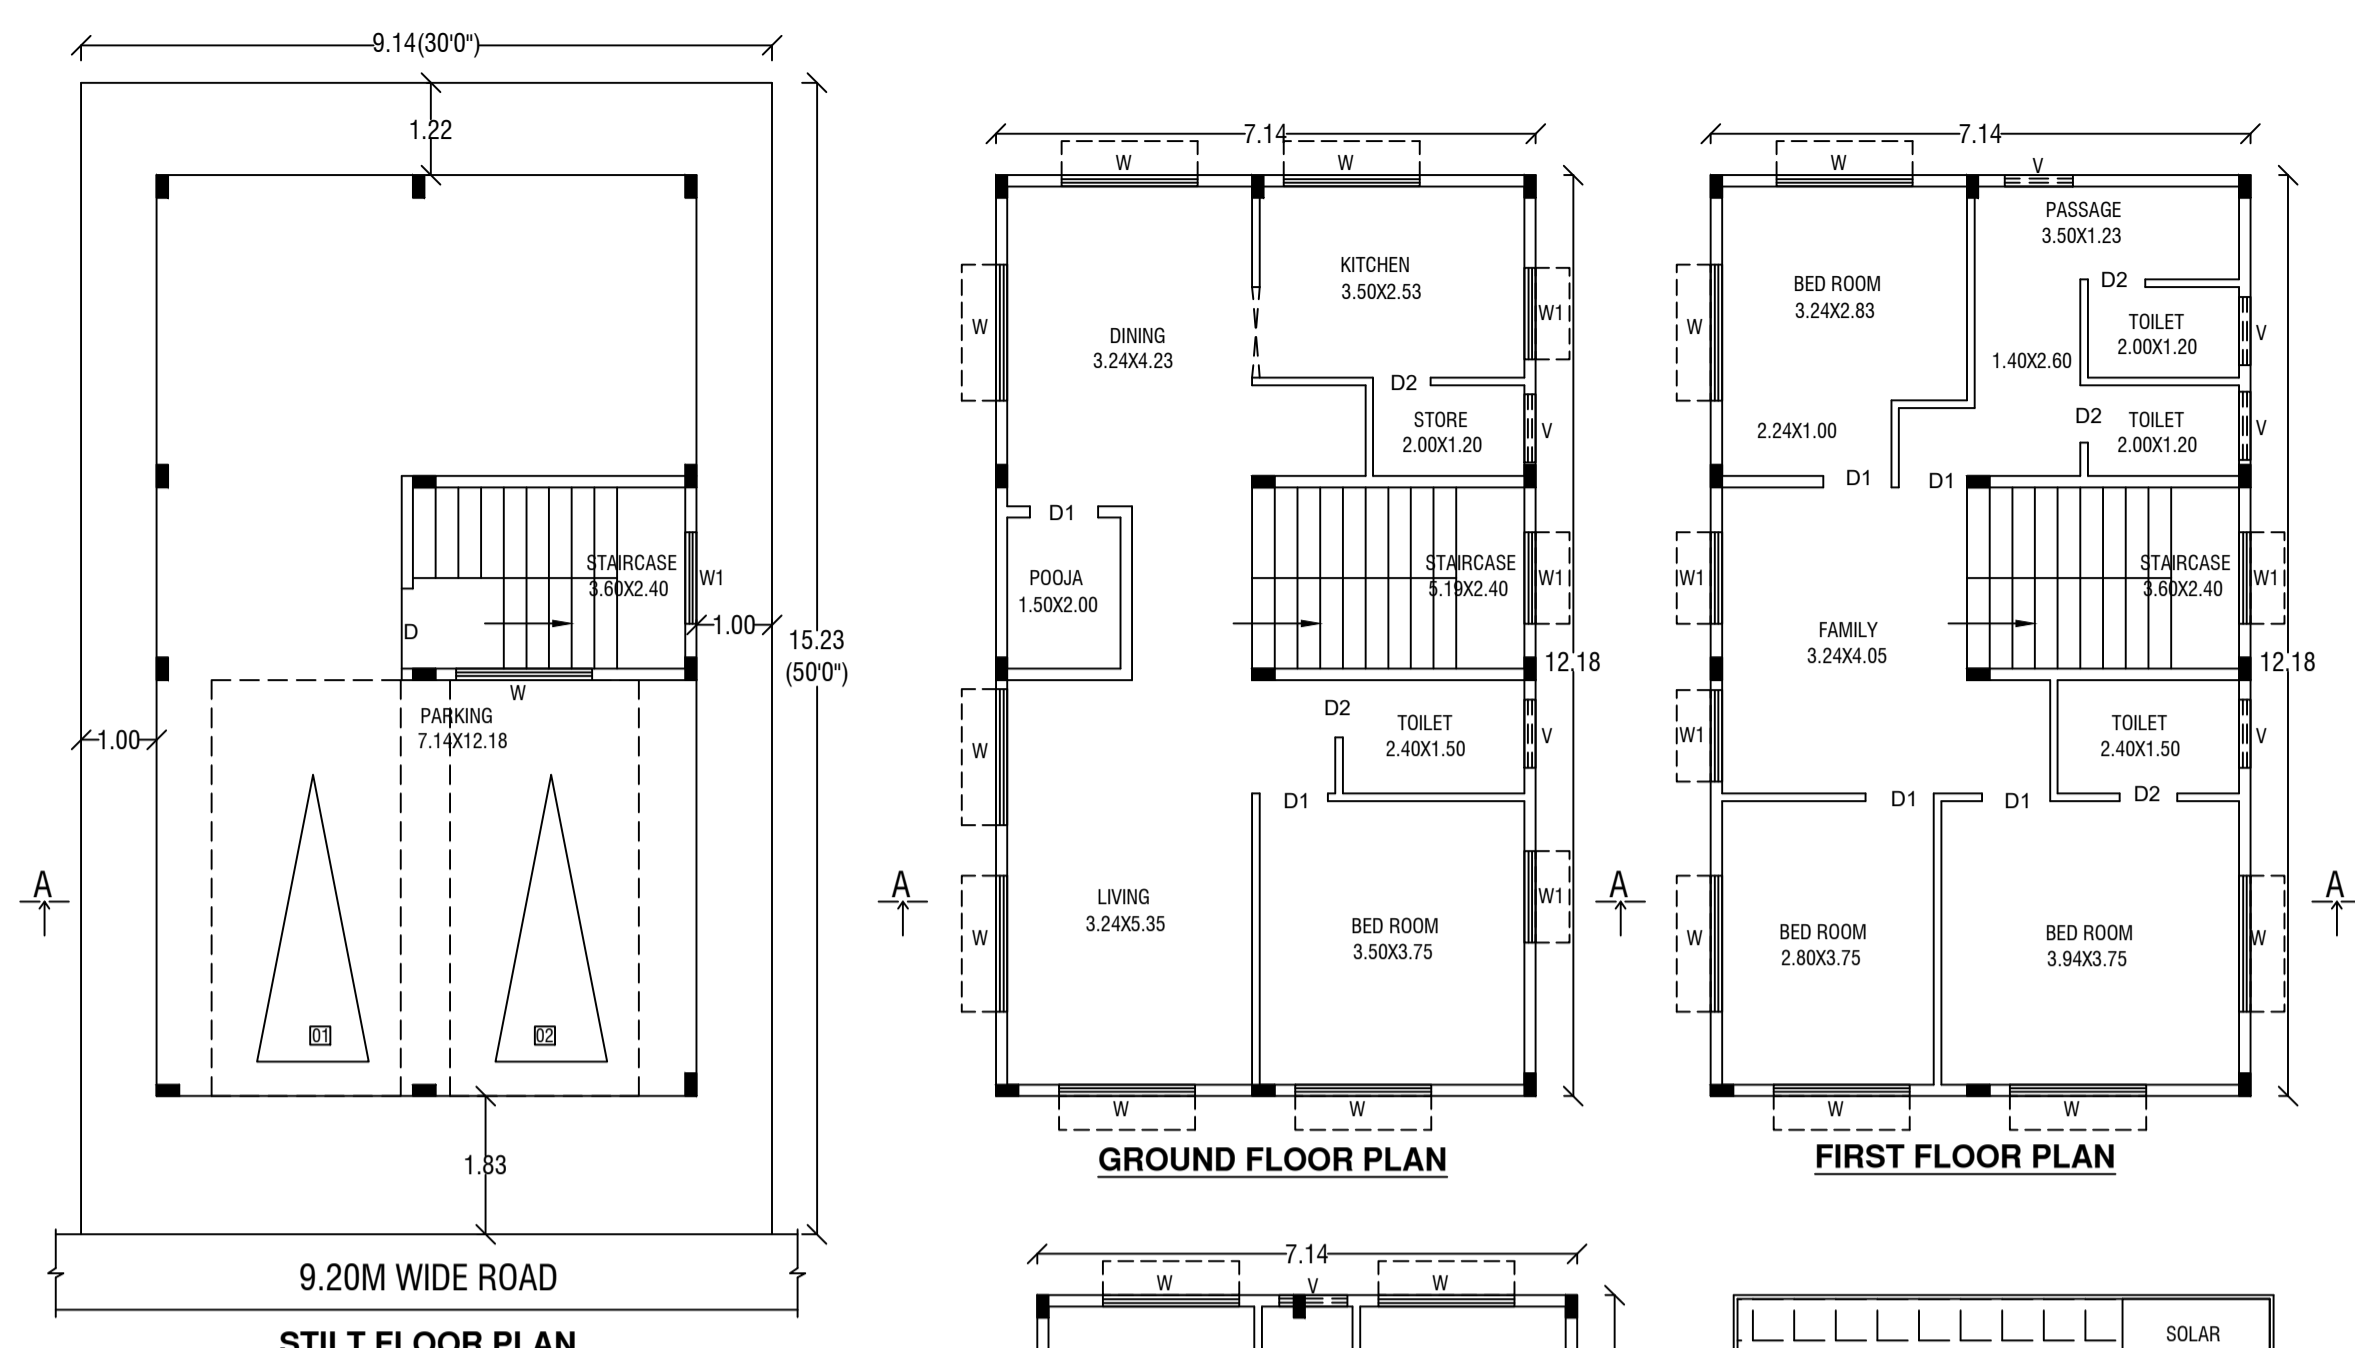 9.14(30'0")
1.22
STAIRCASE
3.60X2.40
W1
D
1.00
15.23
(50'0")
W
PARKING
7.14X12.18
1.00
A
01
02
1.83
9.20M WIDE ROAD
STILT FLOOR PLAN
7.14
W
W
KITCHEN
3.50X2.53
W1
W
DINING
3.24X4.23
D2
STORE
2.00X1.20
V
D1
POOJA
1.50X2.00
STAIRCASE
5.19X2.40
W1
12.18
D2
TOILET
2.40X1.50
V
W
D1
A
LIVING
3.24X5.35
W
BED ROOM
3.50X3.75
W1
W
W
GROUND FLOOR PLAN
7.14
W
V
PASSAGE
3.50X1.23
BED ROOM
3.24X2.83
W
D2
TOILET
2.00X1.20
V
1.40X2.60
2.24X1.00
D2
TOILET
2.00X1.20
V
D1
D1
W1
STAIRCASE
3.60X2.40
W1
FAMILY
3.24X4.05
12.18
W1
TOILET
2.40X1.50
V
D1
D1
D2
A
W
BED ROOM
2.80X3.75
BED ROOM
3.94X3.75
W
A
W
W
FIRST FLOOR PLAN
7.14
W
V
W
SOLAR